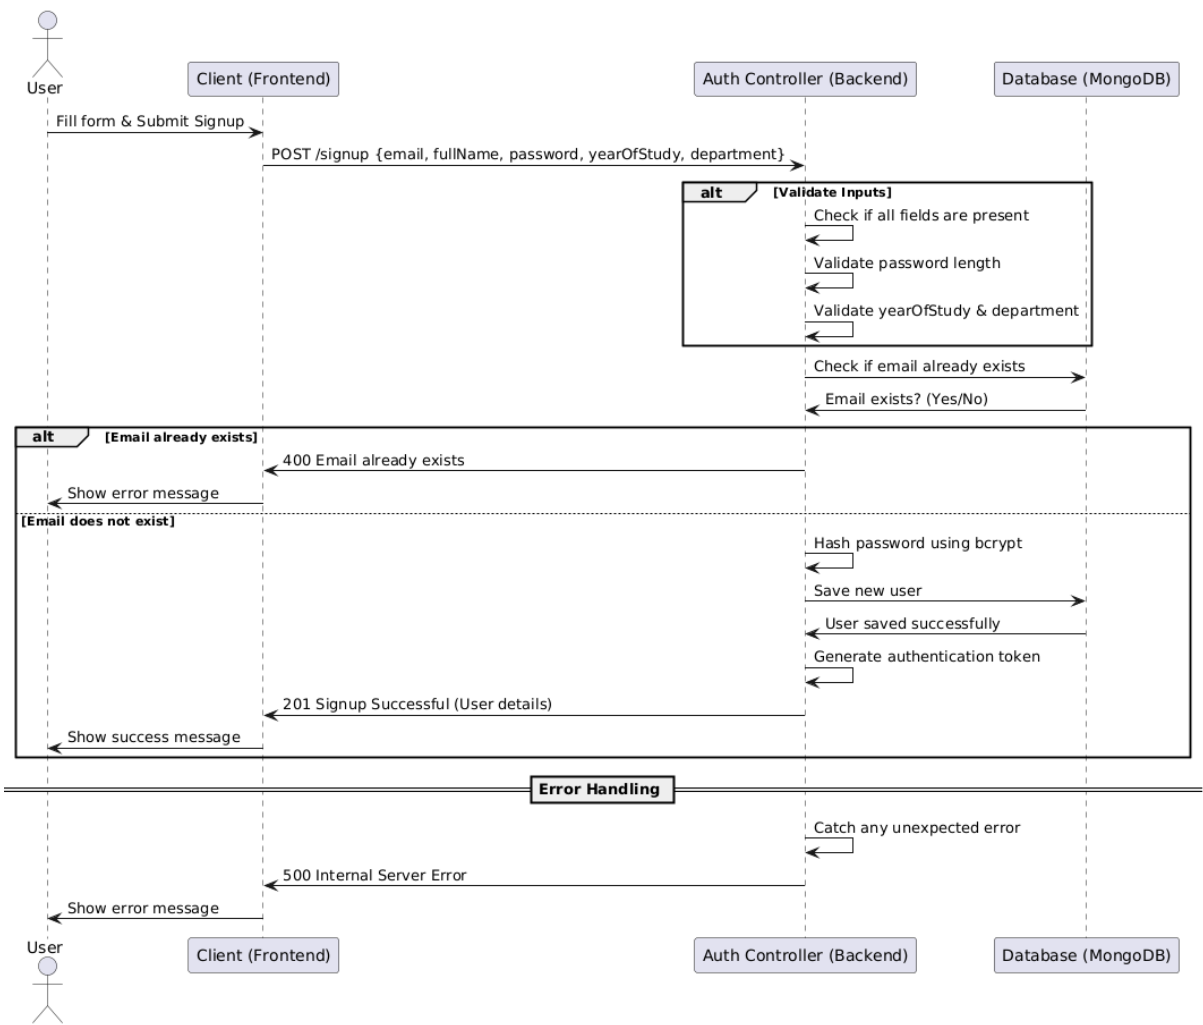 User
Client (Frontend)
Auth Controller (Backend)
Database (MongoDB)
Fill form & Submit Signup
POST /signup {email, fullName, password, yearOfStudy, department}
alt
[Validate Inputs]
Check if all fields are present
Validate password length
Validate yearOfStudy & department
Check if email already exists
Email exists? (Yes/No)
alt
[Email already exists]
400 Email already exists
Show error message
[Email does not exist]
Hash password using bcrypt
Save new user
User saved successfully
Generate authentication token
201 Signup Successful (User details)
Show success message
Error Handling
Catch any unexpected error
500 Internal Server Error
Show error message
User
Client (Frontend)
Auth Controller (Backend)
Database (MongoDB)